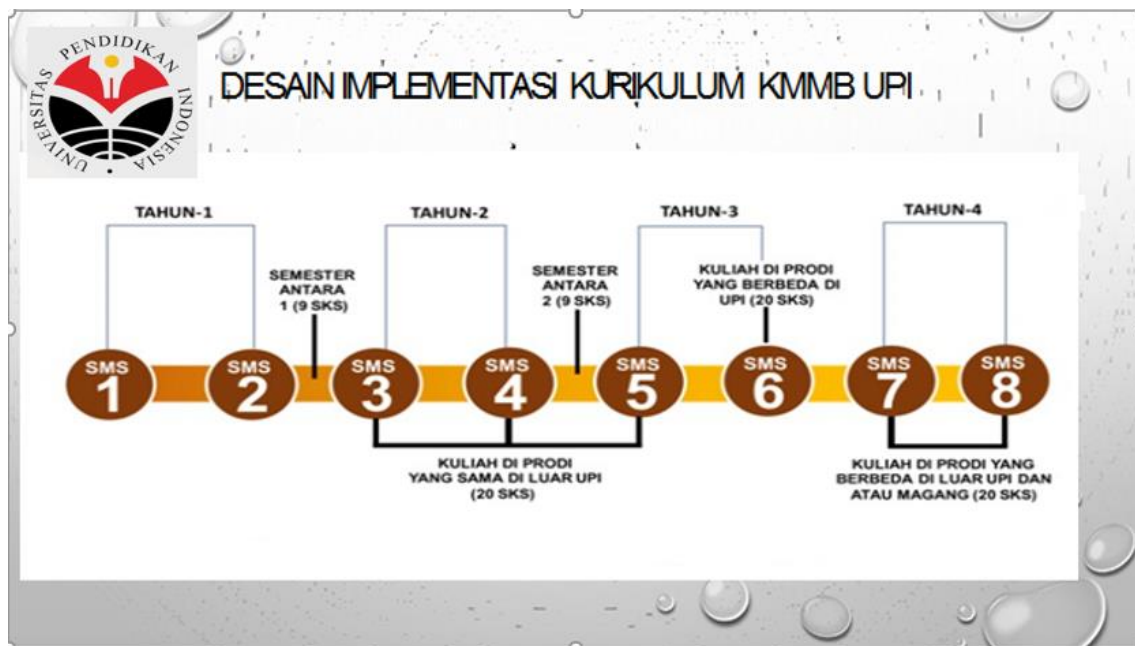 UNIVERSITAS PENDIDIKAN INDONESIA
DESAIN IMPLEMENTASI KURIKULUM KMMB UPI
TAHUN-1
TAHUN-2
TAHUN-3
TAHUN-4
SEMESTER
ANTARA
1 (9 SKS)
SEMESTER
ANTARA
2 (9 SKS)
KULIAH DI PRODI
YANG BERBEDA DI
UPI (20 SKS)
SMS
1
SMS
2
SMS
3
SMS
4
SMS
5
SMS
6
SMS
7
SMS
8
KULIAH DI PRODI
YANG SAMA DI LUAR UPI
(20 SKS)
KULIAH DI PRODI YANG
BERBEDA DI LUAR UPI DAN
ATAU MAGANG (20 SKS)